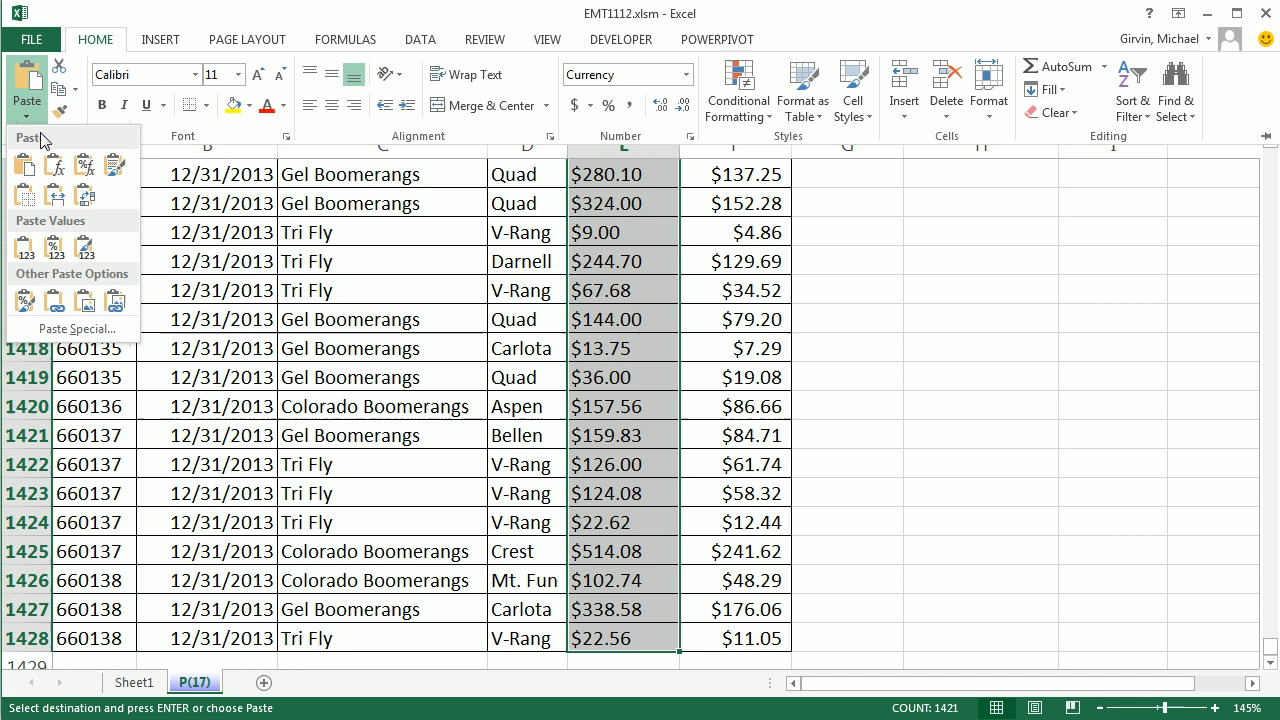 EMT1112.xlsm - Excel
?
FILE HOME INSERT PAGE LAYOUT FORMULAS DATA REVIEW VIEW DEVELOPER POWERPIVOT Girvin, Michael
Paste Calibri 11 Wrap Text Currency Conditional Formatting Format as Table Cell Styles Insert Delete Format AutoSum Fill Clear Sort & Filter Find & Select
B I U A Merge & Center $ % ,
Font Alignment Number Styles Cells Editing
Paste
Paste Values
Other Paste Options
Paste Special...
B C D E F G H I
12/31/2013 Gel Boomerangs Quad $280.10 $137.25
12/31/2013 Gel Boomerangs Quad $324.00 $152.28
12/31/2013 Tri Fly V-Rang $9.00 $4.86
12/31/2013 Tri Fly Darnell $244.70 $129.69
12/31/2013 Tri Fly V-Rang $67.68 $34.52
12/31/2013 Gel Boomerangs Quad $144.00 $79.20
1418 660135 12/31/2013 Gel Boomerangs Carlota $13.75 $7.29
1419 660135 12/31/2013 Gel Boomerangs Quad $36.00 $19.08
1420 660136 12/31/2013 Colorado Boomerangs Aspen $157.56 $86.66
1421 660137 12/31/2013 Gel Boomerangs Bellen $159.83 $84.71
1422 660137 12/31/2013 Tri Fly V-Rang $126.00 $61.74
1423 660137 12/31/2013 Tri Fly V-Rang $124.08 $58.32
1424 660137 12/31/2013 Tri Fly V-Rang $22.62 $12.44
1425 660137 12/31/2013 Colorado Boomerangs Crest $514.08 $241.62
1426 660138 12/31/2013 Colorado Boomerangs Mt. Fun $102.74 $48.29
1427 660138 12/31/2013 Gel Boomerangs Carlota $338.58 $176.06
1428 660138 12/31/2013 Tri Fly V-Rang $22.56 $11.05
1429
Sheet1 P(17)
Select destination and press ENTER or choose Paste COUNT: 1421 145%